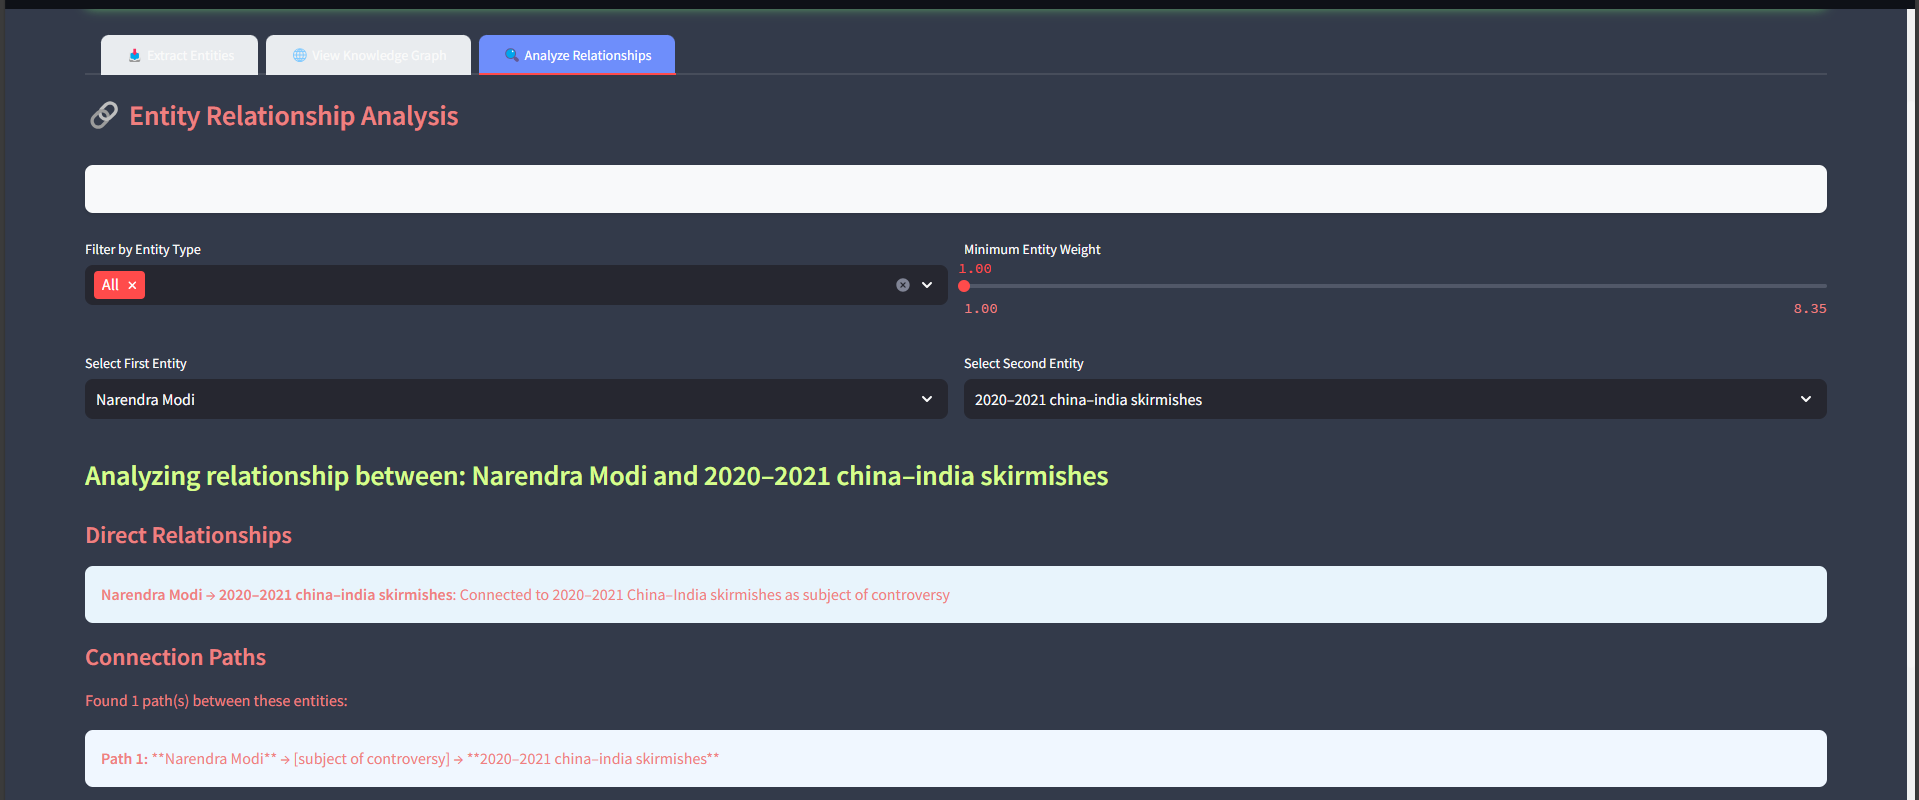 Extract Entities
View Knowledge Graph
Analyze Relationships
Entity Relationship Analysis
Filter by Entity Type
Minimum Entity Weight
All
1.00
1.00
8.35
Select First Entity
Select Second Entity
Narendra Modi
2020–2021 china–india skirmishes
Analyzing relationship between: Narendra Modi and 2020–2021 china–india skirmishes
Direct Relationships
Narendra Modi → 2020–2021 china–india skirmishes: Connected to 2020–2021 China–India skirmishes as subject of controversy
Connection Paths
Found 1 path(s) between these entities:
Path 1: **Narendra Modi** → [subject of controversy] → **2020–2021 china–india skirmishes**